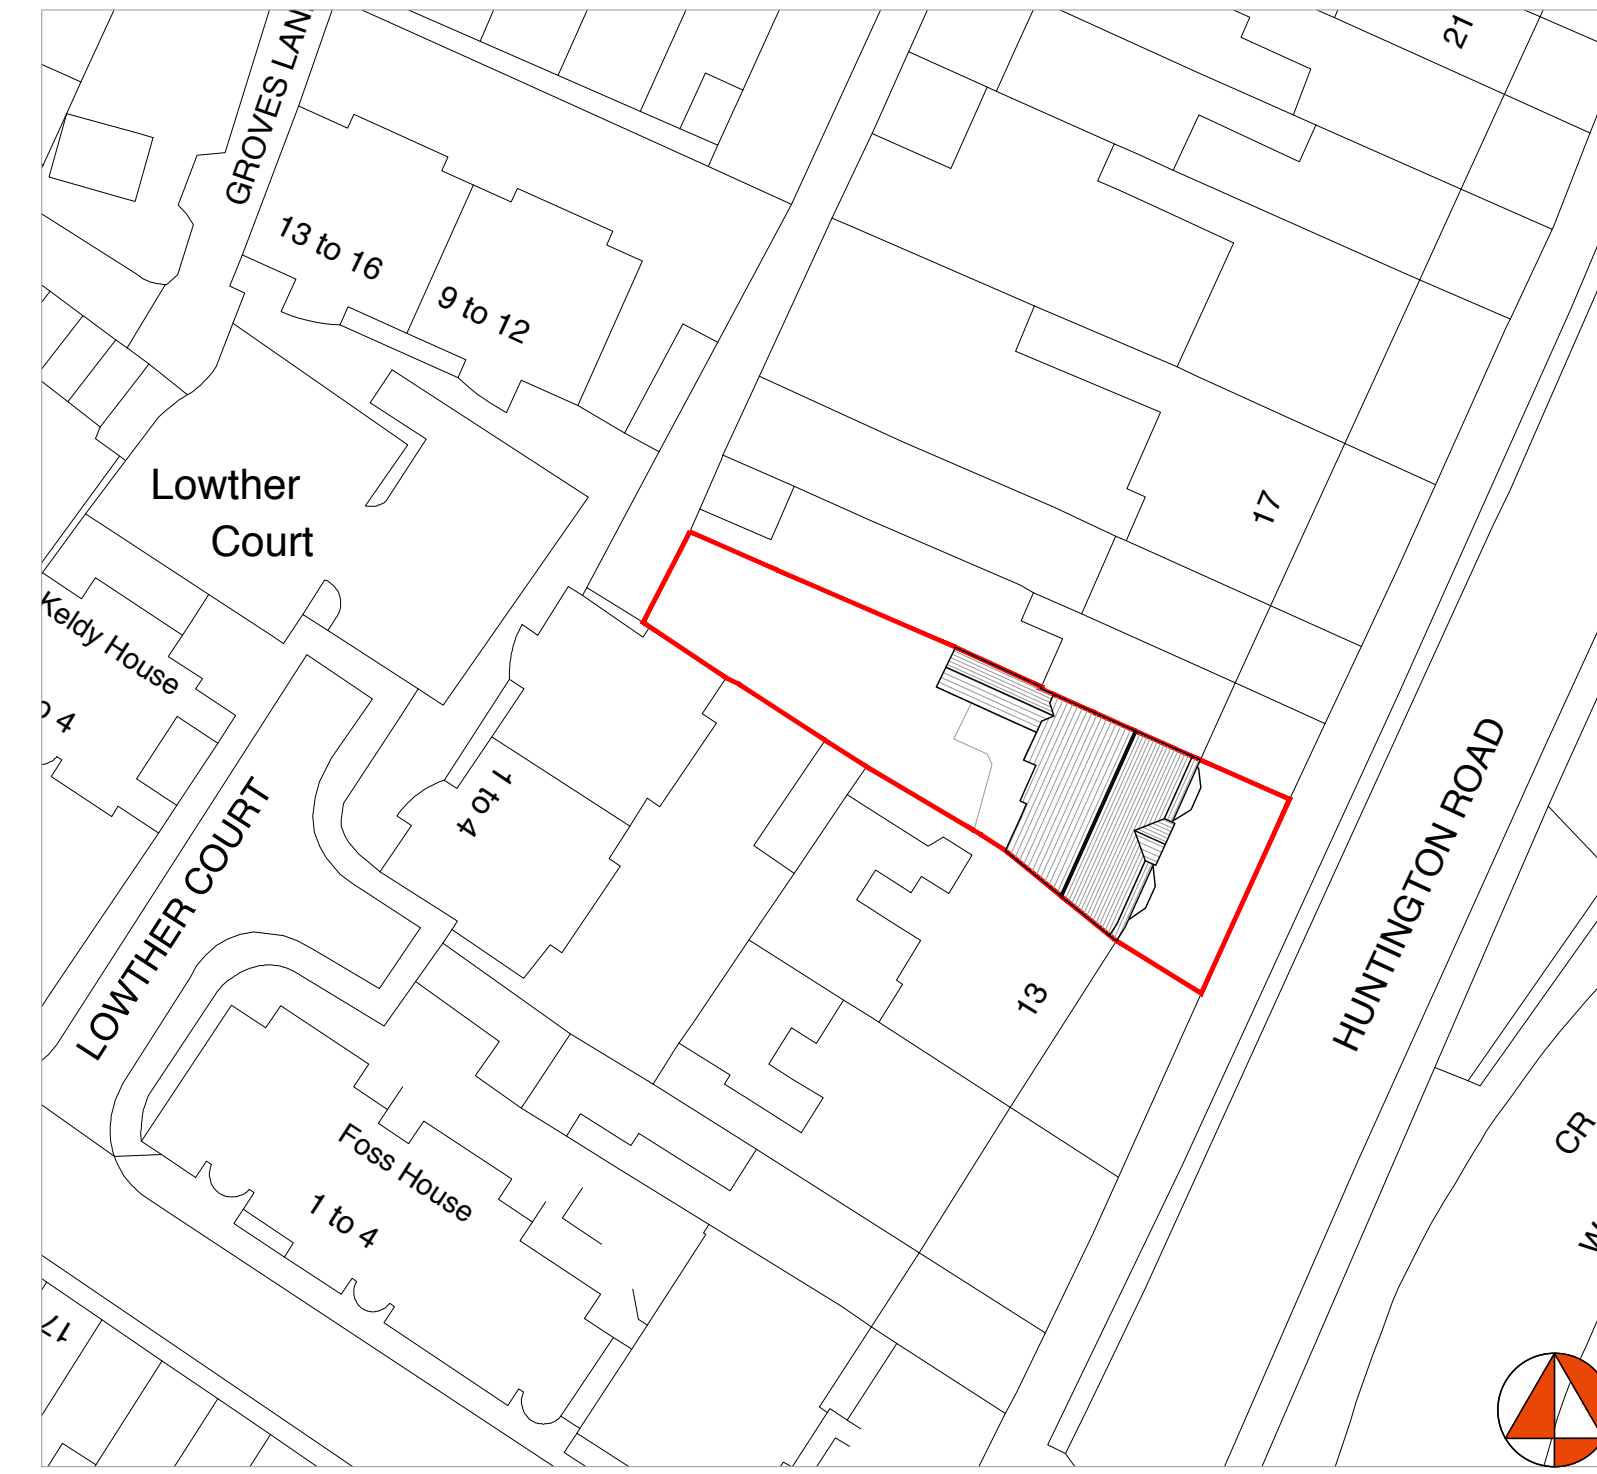 GROVES LAN
21
13 to 16
9 to 12
Lowther
Court
17
Keldy House
4
1 to 4
LOWTHER COURT
HUNTINGTON ROAD
13
CR
W
Foss House
1 to 4
17